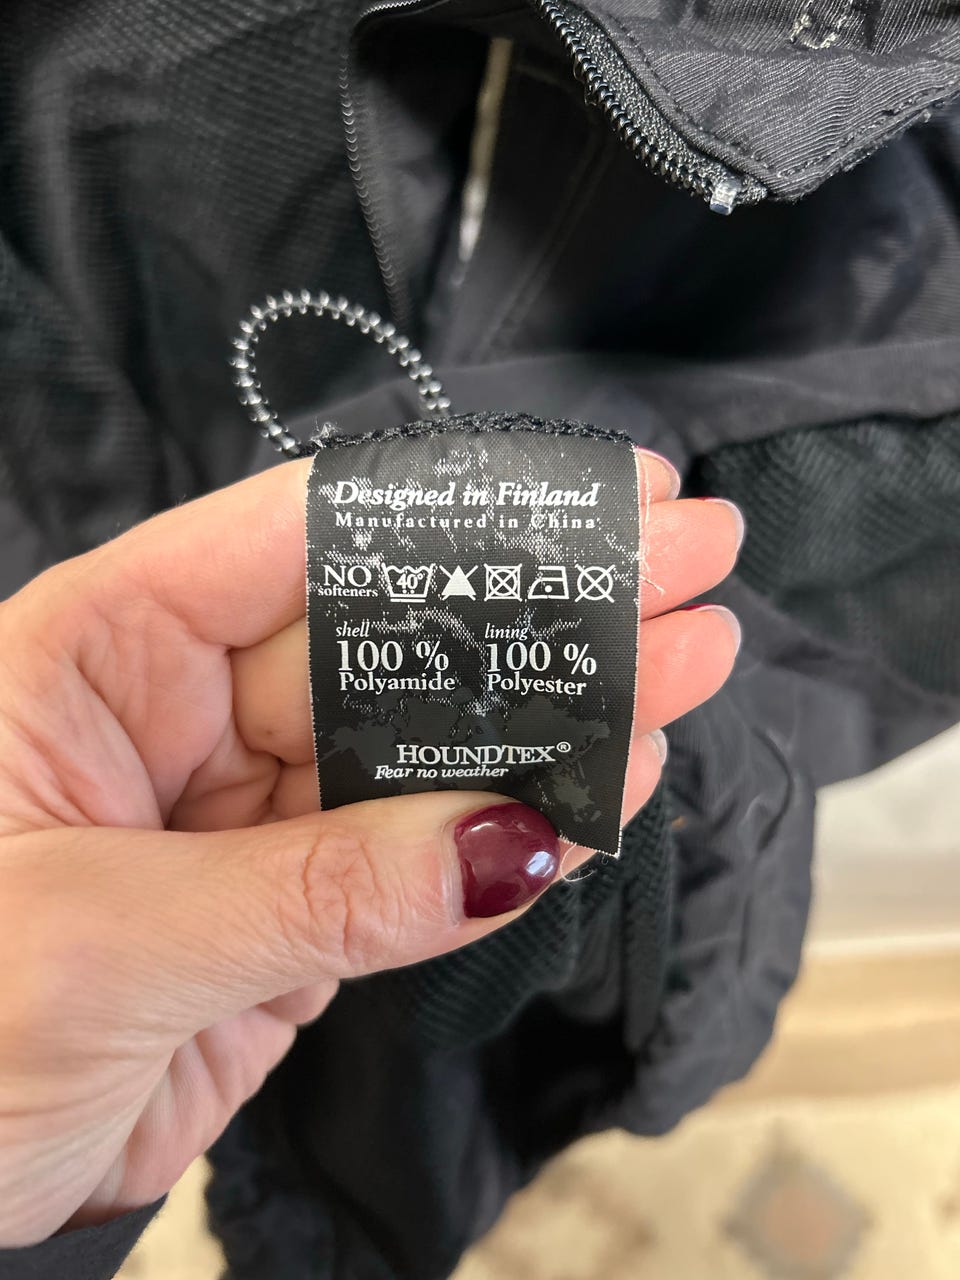 Designed in Finland
Manufactured in China
NO
softeners
40°
shell
100 %
Polyamide
lining
100 %
Polyester
HOUNDTEX®
Fear no weather